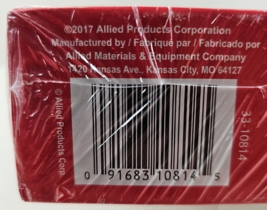 ©2017 Allied Products Corporation
Manufactured by / Fabriqué par / Fabricado por
Allied Materials & Equipment Company
1420 Kansas Ave., Kansas City, MO 64127
© Allied Products Corp.
33-10814
0 91683 10814 5